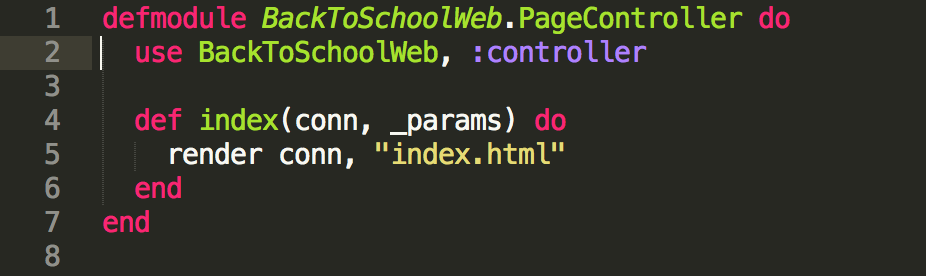 1 defmodule BackToSchoolWeb.PageController do
2   use BackToSchoolWeb, :controller
3
4   def index(conn, _params) do
5     render conn, "index.html"
6   end
7 end
8